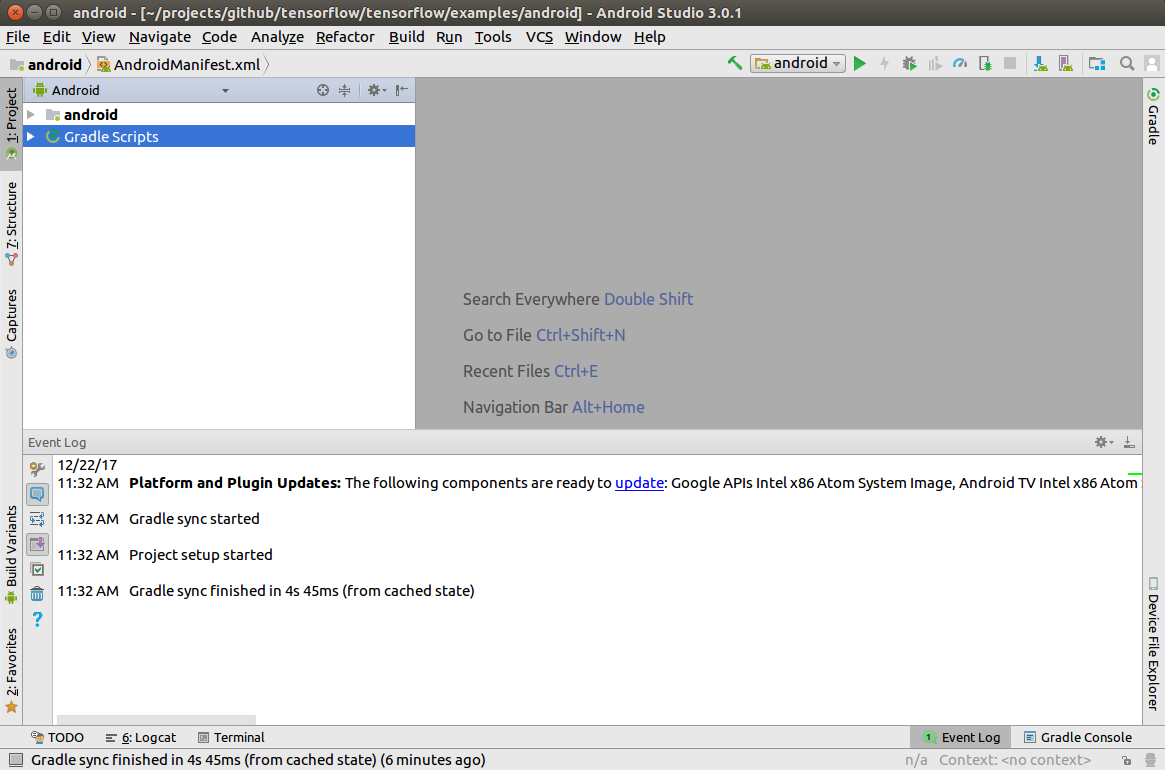 android - [~/projects/github/tensorflow/tensorflow/examples/android] - Android Studio 3.0.1
File Edit View Navigate Code Analyze Refactor Build Run Tools VCS Window Help
android AndroidManifest.xml android
1: Project
Android
android
Gradle Scripts
7: Structure
Captures
Build Variants
2: Favorites
Gradle
Device File Explorer
Search Everywhere Double Shift
Go to File Ctrl+Shift+N
Recent Files Ctrl+E
Navigation Bar Alt+Home
Event Log
12/22/17
11:32 AM Platform and Plugin Updates: The following components are ready to update: Google APIs Intel x86 Atom System Image, Android TV Intel x86 Atom
11:32 AM Gradle sync started
11:32 AM Project setup started
11:32 AM Gradle sync finished in 4s 45ms (from cached state)
?
TODO 6: Logcat Terminal 1 Event Log Gradle Console
Gradle sync finished in 4s 45ms (from cached state) (6 minutes ago) n/a Context: <no context>